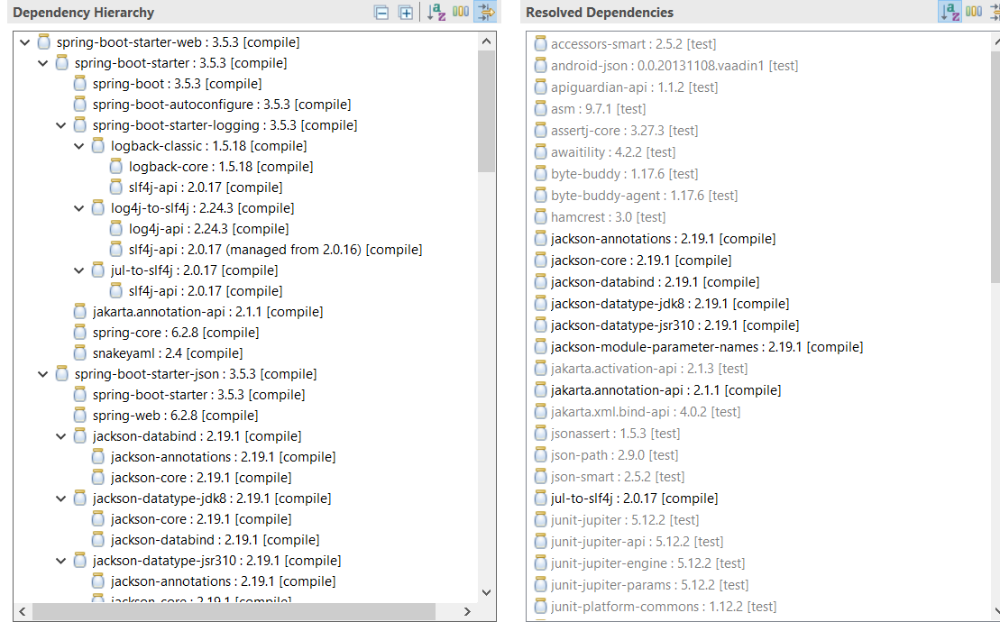 Dependency Hierarchy
spring-boot-starter-web : 3.5.3 [compile]
spring-boot-starter : 3.5.3 [compile]
spring-boot : 3.5.3 [compile]
spring-boot-autoconfigure : 3.5.3 [compile]
spring-boot-starter-logging : 3.5.3 [compile]
logback-classic : 1.5.18 [compile]
logback-core : 1.5.18 [compile]
slf4j-api : 2.0.17 [compile]
log4j-to-slf4j : 2.24.3 [compile]
log4j-api : 2.24.3 [compile]
slf4j-api : 2.0.17 (managed from 2.0.16) [compile]
jul-to-slf4j : 2.0.17 [compile]
slf4j-api : 2.0.17 [compile]
jakarta.annotation-api : 2.1.1 [compile]
spring-core : 6.2.8 [compile]
snakeyaml : 2.4 [compile]
spring-boot-starter-json : 3.5.3 [compile]
spring-boot-starter : 3.5.3 [compile]
spring-web : 6.2.8 [compile]
jackson-databind : 2.19.1 [compile]
jackson-annotations : 2.19.1 [compile]
jackson-core : 2.19.1 [compile]
jackson-datatype-jdk8 : 2.19.1 [compile]
jackson-core : 2.19.1 [compile]
jackson-databind : 2.19.1 [compile]
jackson-datatype-jsr310 : 2.19.1 [compile]
jackson-annotations : 2.19.1 [compile]
jackson-core : 2.19.1 [compile]
Resolved Dependencies
accessors-smart : 2.5.2 [test]
android-json : 0.0.20131108.vaadin1 [test]
apiguardian-api : 1.1.2 [test]
asm : 9.7.1 [test]
assertj-core : 3.27.3 [test]
awaitility : 4.2.2 [test]
byte-buddy : 1.17.6 [test]
byte-buddy-agent : 1.17.6 [test]
hamcrest : 3.0 [test]
jackson-annotations : 2.19.1 [compile]
jackson-core : 2.19.1 [compile]
jackson-databind : 2.19.1 [compile]
jackson-datatype-jdk8 : 2.19.1 [compile]
jackson-datatype-jsr310 : 2.19.1 [compile]
jackson-module-parameter-names : 2.19.1 [compile]
jakarta.activation-api : 2.1.3 [test]
jakarta.annotation-api : 2.1.1 [compile]
jakarta.xml.bind-api : 4.0.2 [test]
jsonassert : 1.5.3 [test]
json-path : 2.9.0 [test]
json-smart : 2.5.2 [test]
jul-to-slf4j : 2.0.17 [compile]
junit-jupiter : 5.12.2 [test]
junit-jupiter-api : 5.12.2 [test]
junit-jupiter-engine : 5.12.2 [test]
junit-jupiter-params : 5.12.2 [test]
junit-platform-commons : 1.12.2 [test]